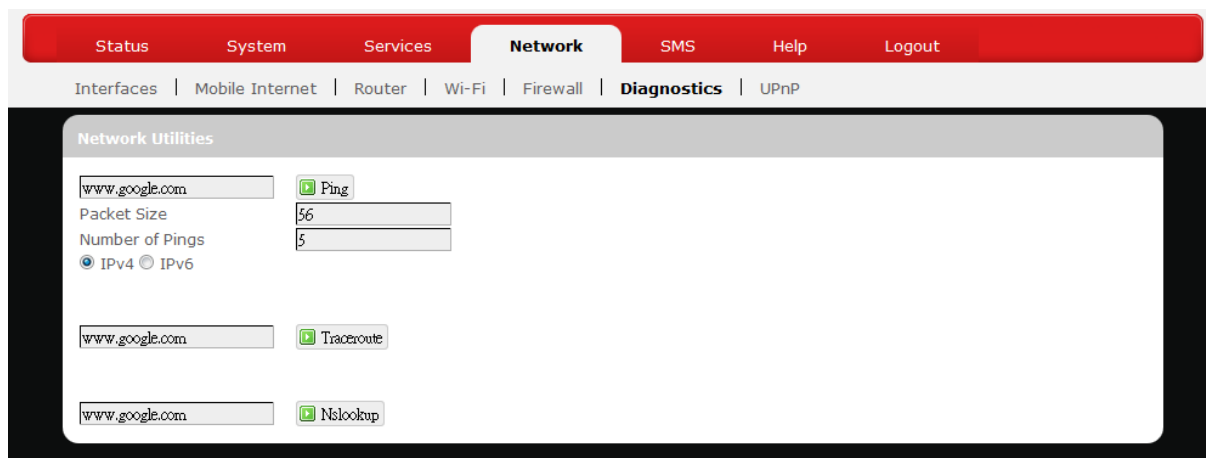 Status System Services Network SMS Help Logout
Interfaces | Mobile Internet | Router | Wi-Fi | Firewall | Diagnostics | UPnP
Network Utilities
www.google.com Ping
Packet Size 56
Number of Pings 5
IPv4 IPv6
www.google.com Traceroute
www.google.com Nslookup